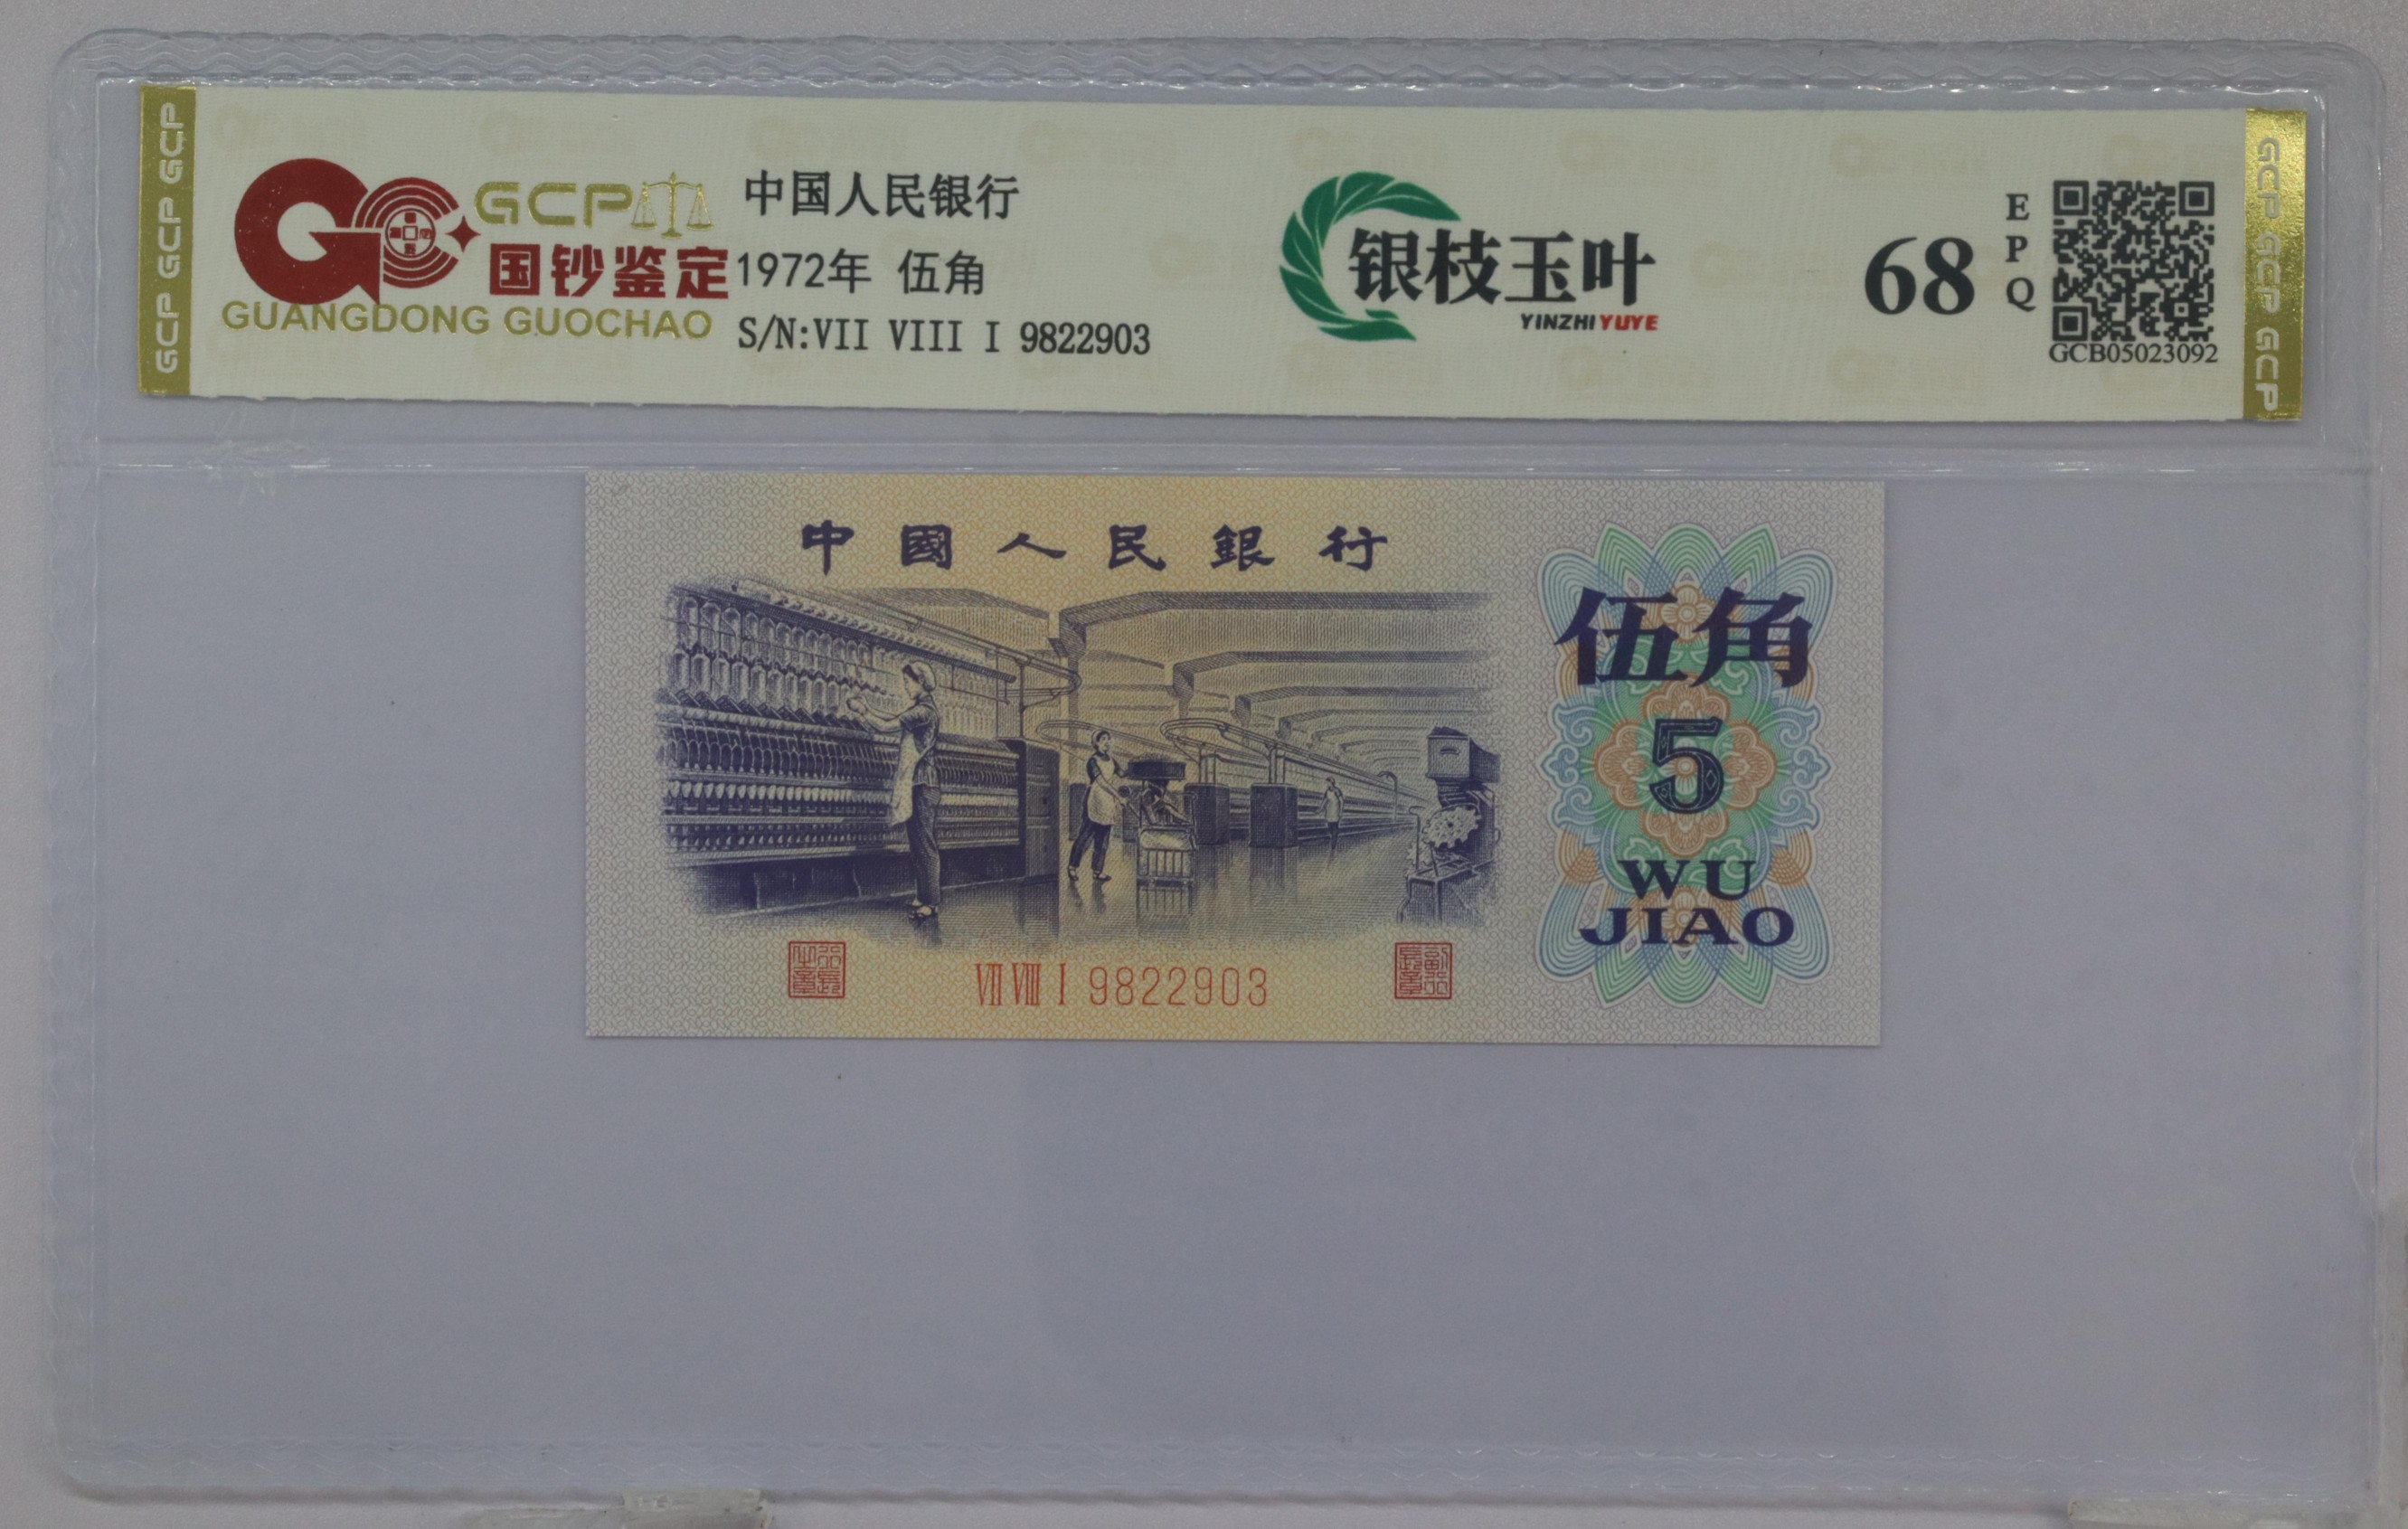 GCP GCP GCP
GCP
国钞鉴定
GUANGDONG GUOCHAO
中国人民银行
1972年 伍角
S/N:VII VIII I 9822903
银枝玉叶
YINZHIYUYE
68
EPQ
GCB05023092
GCP GCP GCP
中國人民銀行
伍角
5
WU
JIAO
VII VIII I 9822903